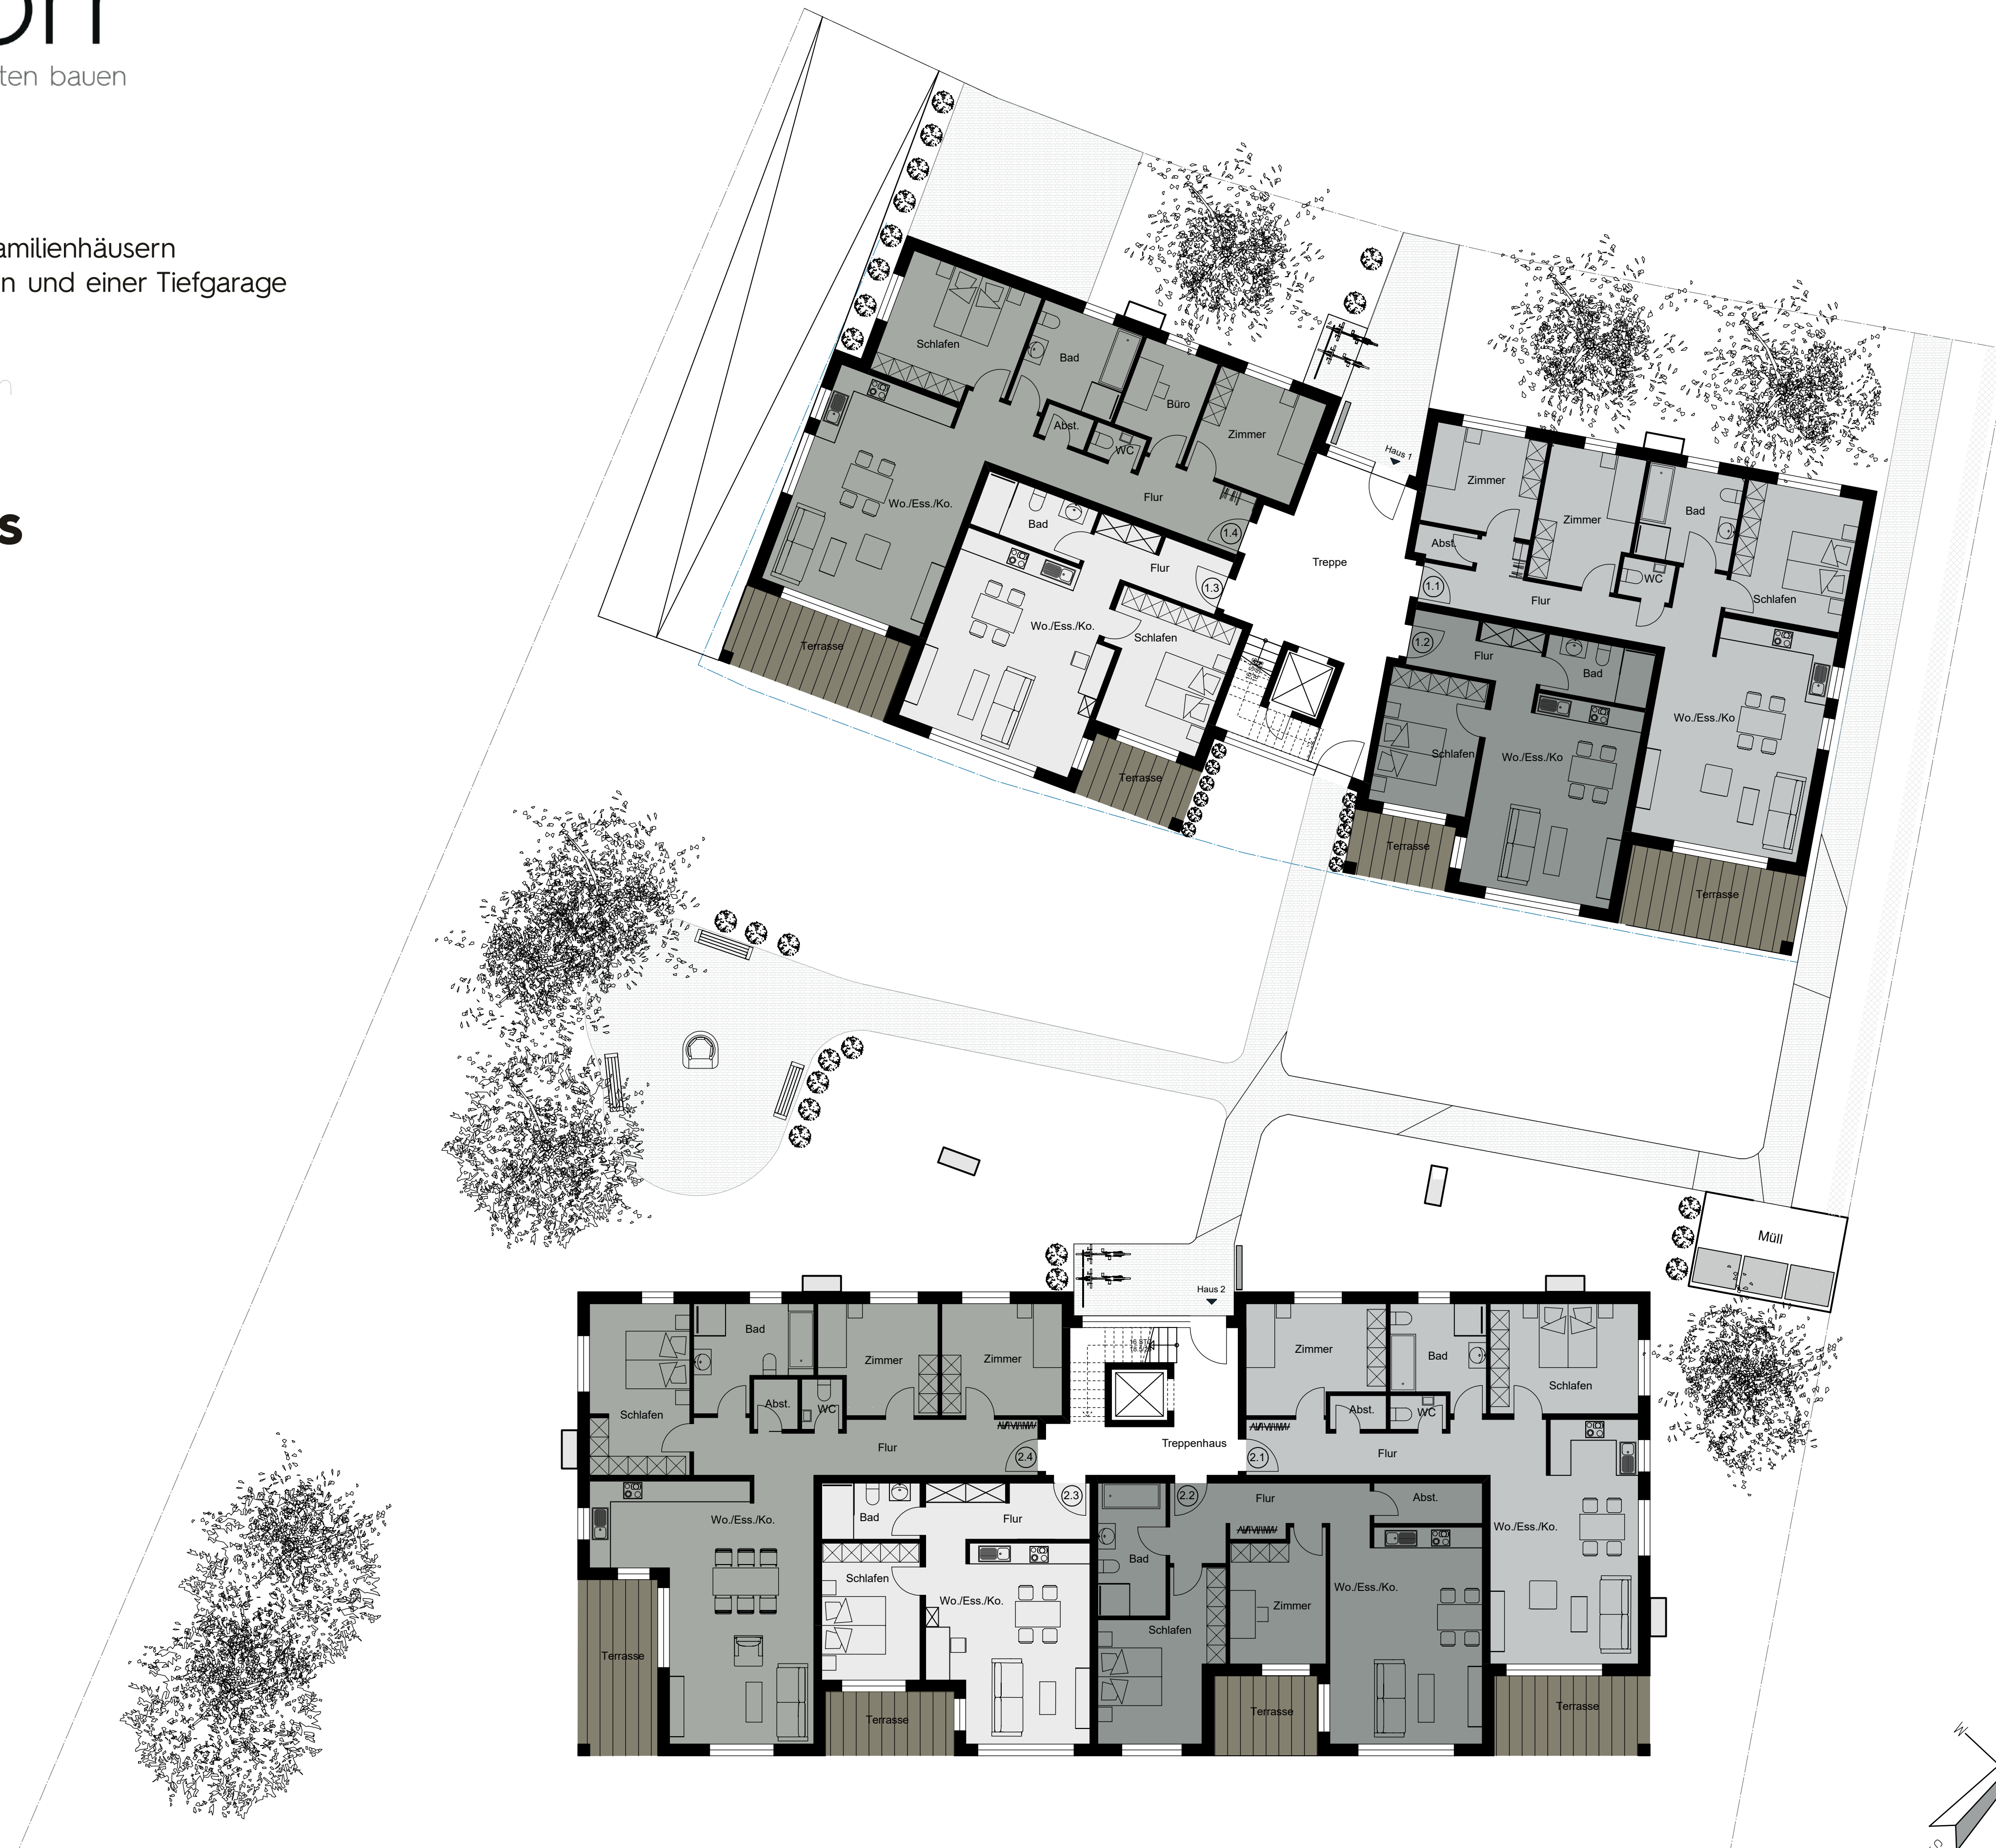 ten bauen
amilienhäusern
n und einer Tiefgarage
n
s
Schlafen
Bad
Büro
Zimmer
Abst.
WC
Wo./Ess./Ko.
Flur
1.4
Terrasse
Bad
Flur
1.3
Wo./Ess./Ko.
Schlafen
Terrasse
Haus 1
Treppe
Zimmer
Zimmer
Bad
Abst.
WC
Schlafen
1.1
Flur
Wo./Ess./Ko
Terrasse
1.2
Flur
Bad
Schlafen
Wo./Ess./Ko
Terrasse
2.5
Müll
Haus 2
Bad
Zimmer
Zimmer
Schlafen
Abst.
WC
Flur
2.4
Wo./Ess./Ko.
Terrasse
Treppenhaus
Zimmer
Bad
Schlafen
Abst.
WC
2.1
Flur
Wo./Ess./Ko.
Terrasse
Bad
Flur
2.3
Schlafen
Wo./Ess./Ko.
Terrasse
2.2
Flur
Abst.
Bad
Zimmer
Wo./Ess./Ko.
Schlafen
Terrasse
W